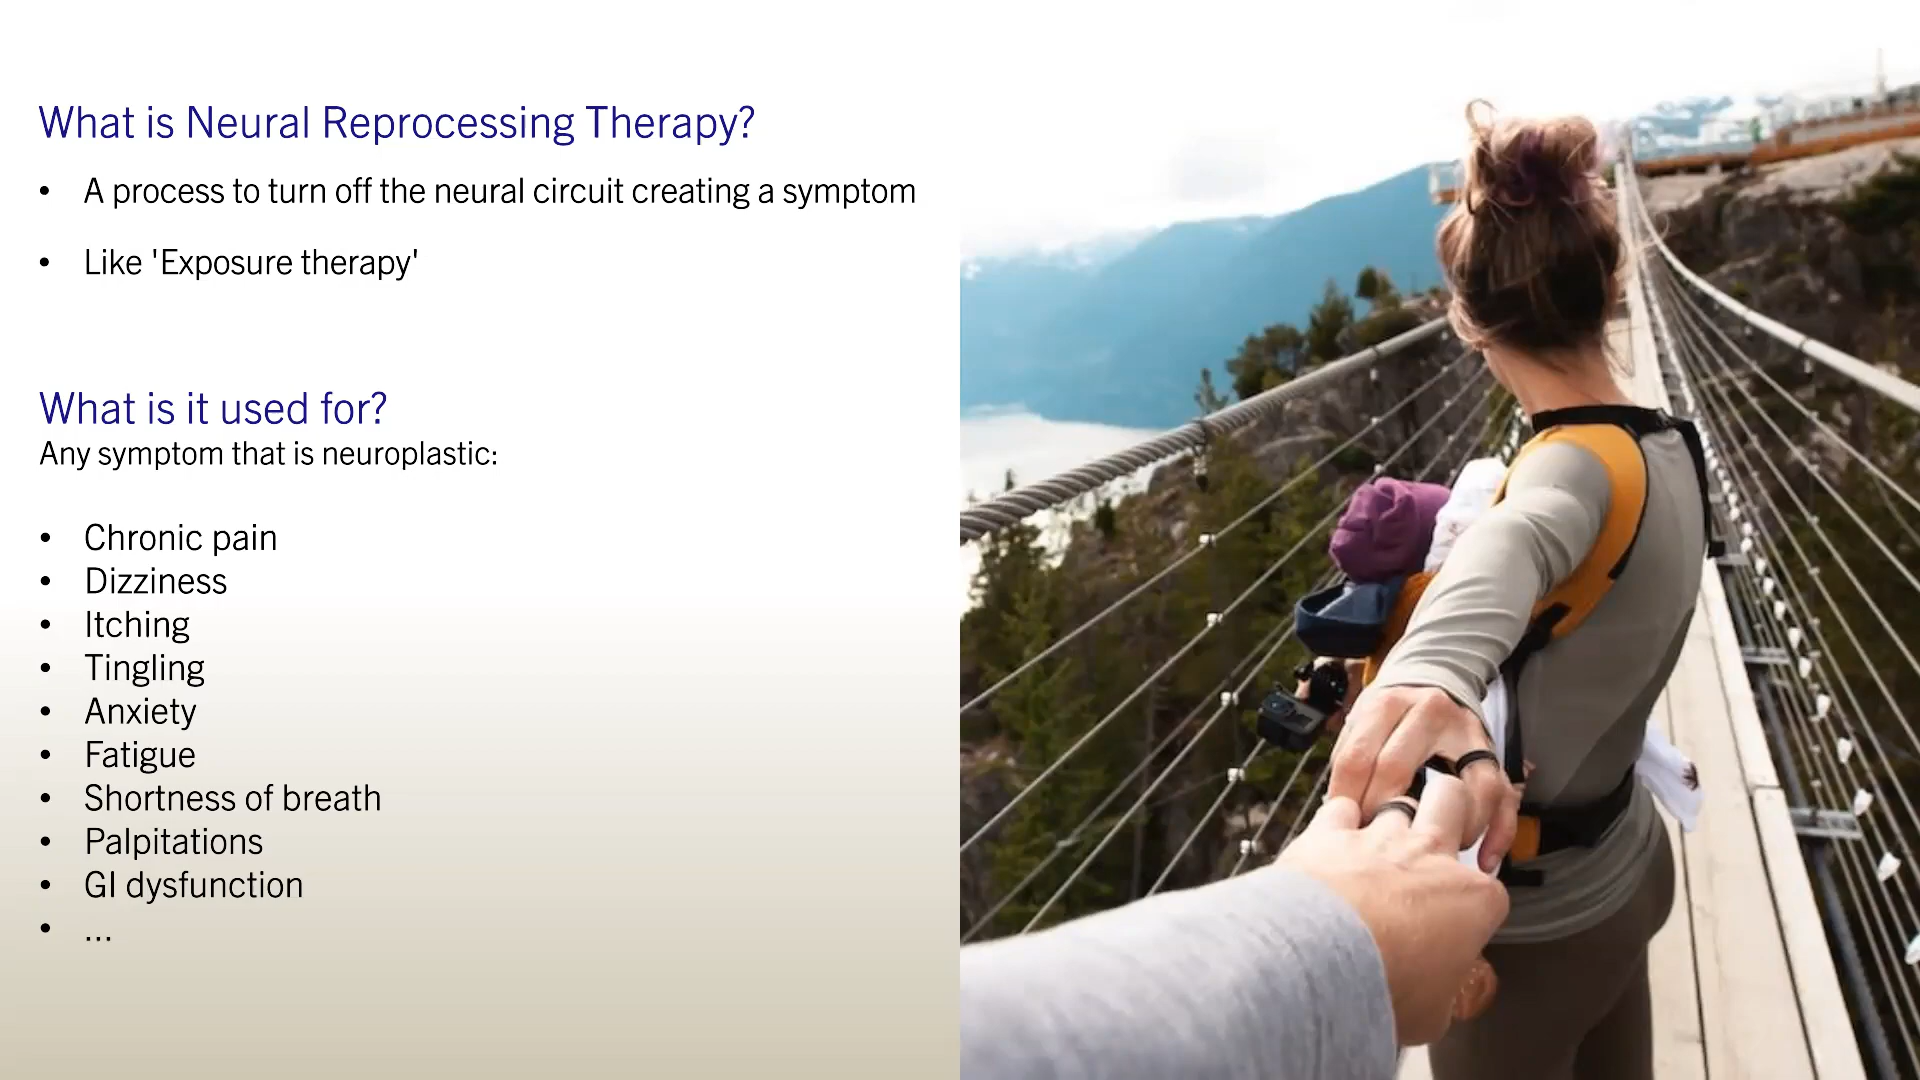 What is Neural Reprocessing Therapy?
• A process to turn off the neural circuit creating a symptom
• Like 'Exposure therapy'
What is it used for?
Any symptom that is neuroplastic:
• Chronic pain
• Dizziness
• Itching
• Tingling
• Anxiety
• Fatigue
• Shortness of breath
• Palpitations
• GI dysfunction
• ...